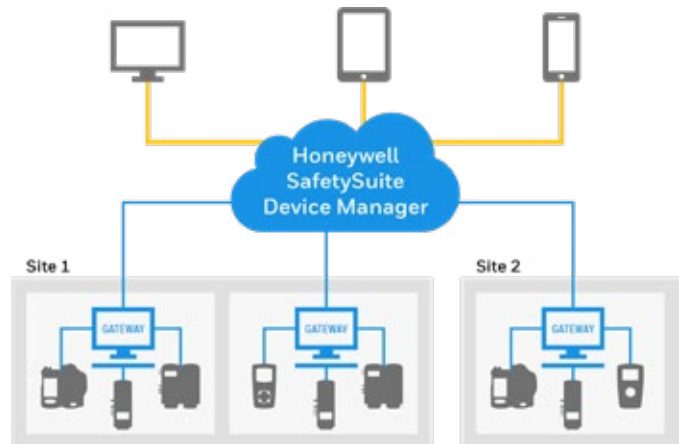 Honeywell
SafetySuite
Device Manager
Site 1
Site 2
GATEWAY
GATEWAY
GATEWAY